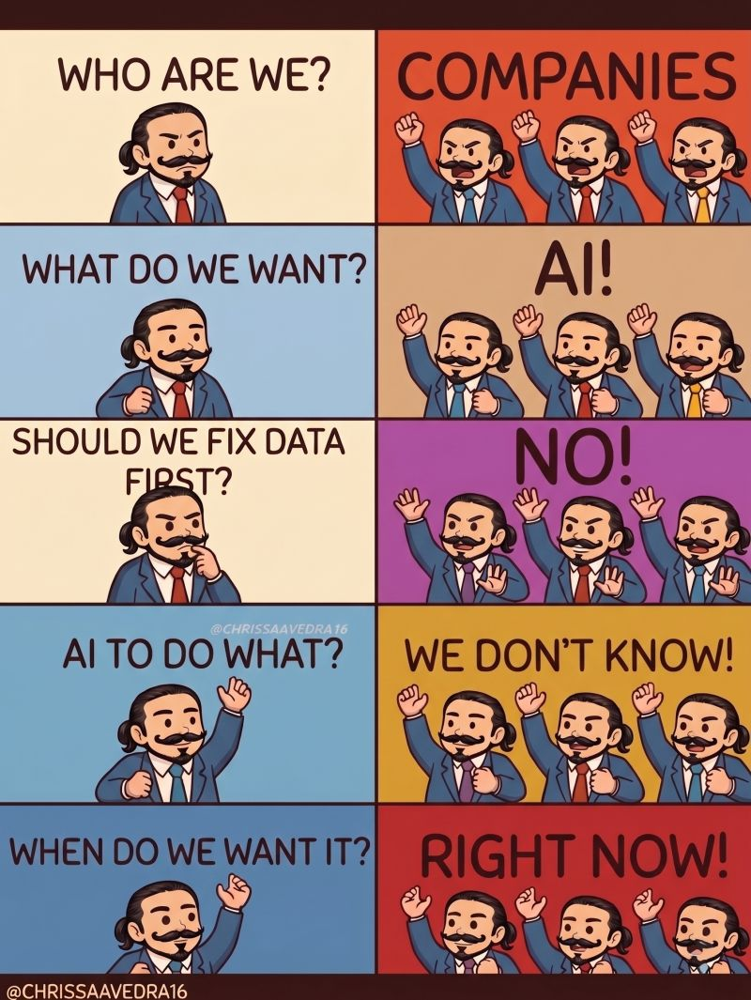 WHO ARE WE?
COMPANIES
WHAT DO WE WANT?
AI!
SHOULD WE FIX DATA
FIRST?
NO!
@CHRISSAAVEDRA16
AI TO DO WHAT?
WE DON'T KNOW!
WHEN DO WE WANT IT?
RIGHT NOW!
@CHRISSAAVEDRA16